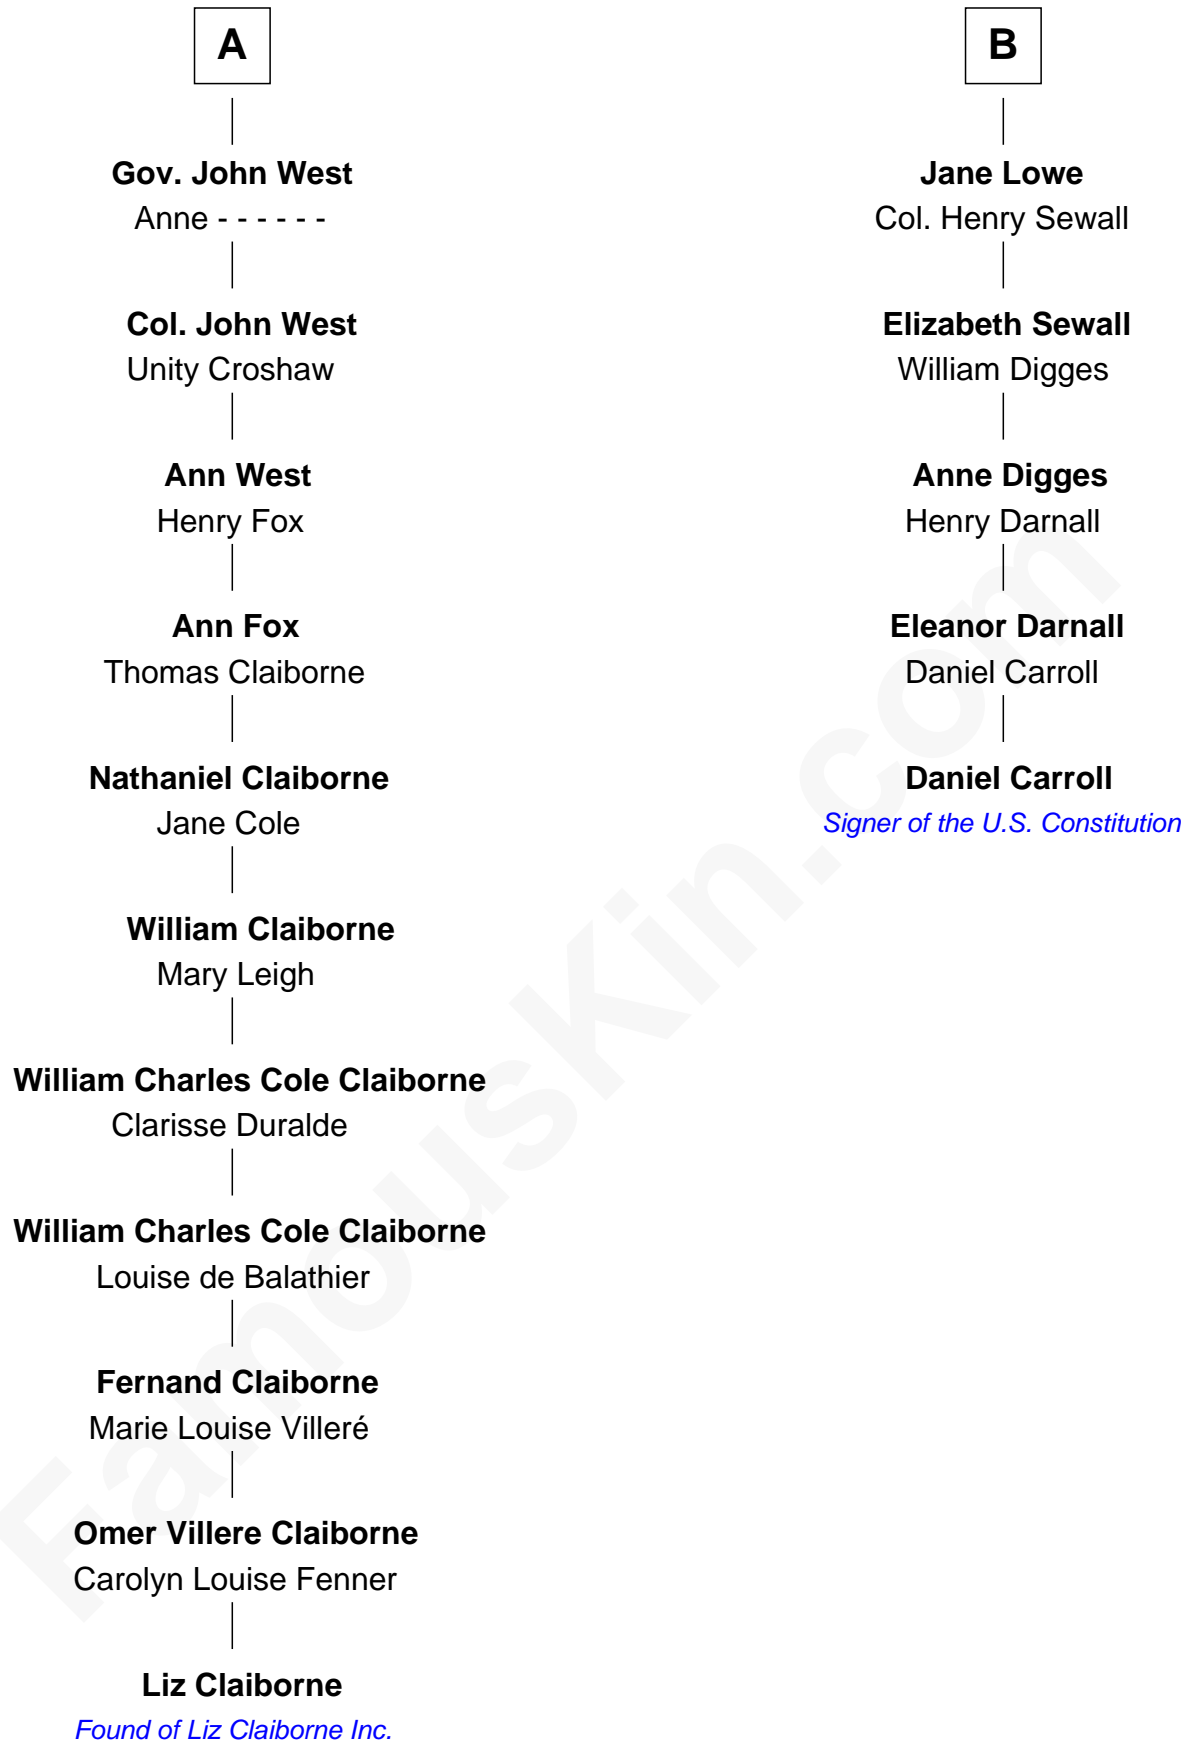 A
Gov. John West
Anne - - - - - -
Col. John West
Unity Croshaw
Ann West
Henry Fox
Ann Fox
Thomas Claiborne
Nathaniel Claiborne
Jane Cole
William Claiborne
Mary Leigh
William Charles Cole Claiborne
Clarisse Duralde
William Charles Cole Claiborne
Louise de Balathier
Fernand Claiborne
Marie Louise Villeré
Omer Villere Claiborne
Carolyn Louise Fenner
Liz Claiborne
Found of Liz Claiborne Inc.
B
Jane Lowe
Col. Henry Sewall
Elizabeth Sewall
William Digges
Anne Digges
Henry Darnall
Eleanor Darnall
Daniel Carroll
Daniel Carroll
Signer of the U.S. Constitution
FamousKin.com